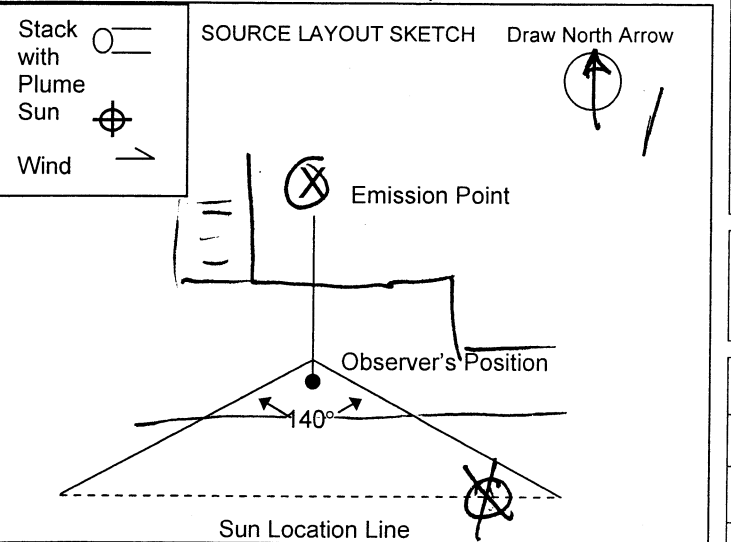 Stack
with
Plume
Sun
Wind
SOURCE LAYOUT SKETCH
Draw North Arrow
X Emission Point
Observer's Position
140°
Sun Location Line